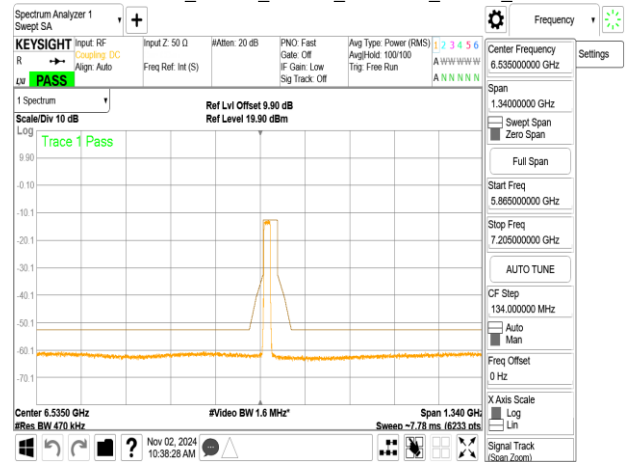 Spectrum Analyzer 1
Swept SA
Frequency
KEYSIGHT
R
LXI
PASS
Input: RF
Coupling: DC
Align: Auto
Input Z: 50 Ω
Freq Ref: Int (S)
#Atten: 20 dB
PNO: Fast
Gate: Off
IF Gain: Low
Sig Track: Off
Avg Type: Power (RMS)
Avg|Hold: 100/100
Trig: Free Run
1 2 3 4 5 6
A W W W W W
A N N N N N
1 Spectrum
Scale/Div 10 dB
Ref Lvl Offset 9.90 dB
Ref Level 19.90 dBm
Log
Trace 1 Pass
9.90
-0.10
-10.1
-20.1
-30.1
-40.1
-50.1
-60.1
-70.1
Center 6.5350 GHz
#Video BW 1.6 MHz*
Span 1.340 GHz
#Res BW 470 kHz
Sweep ~7.78 ms (6233 pts
Nov 02, 2024
10:38:28 AM
Center Frequency
6.535000000 GHz
Settings
Span
1.34000000 GHz
Swept Span
Zero Span
Full Span
Start Freq
5.865000000 GHz
Stop Freq
7.205000000 GHz
AUTO TUNE
CF Step
134.000000 MHz
Auto
Man
Freq Offset
0 Hz
X Axis Scale
Log
Lin
Signal Track
(Span Zoom)